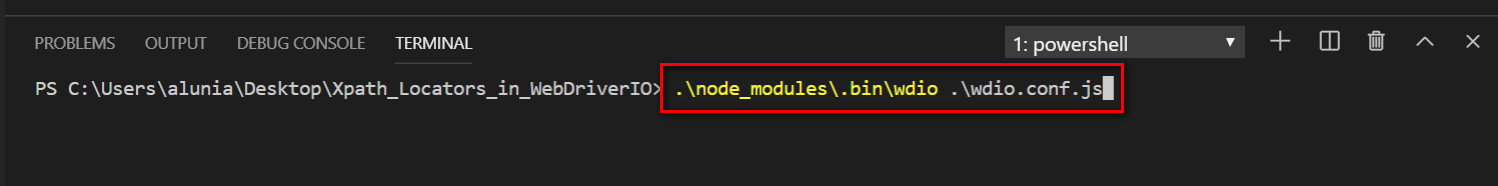 PROBLEMS OUTPUT DEBUG CONSOLE TERMINAL 1: powershell
PS C:\Users\alunia\Desktop\Xpath_Locators_in_WebDriverIO> .\node_modules\.bin\wdio .\wdio.conf.js